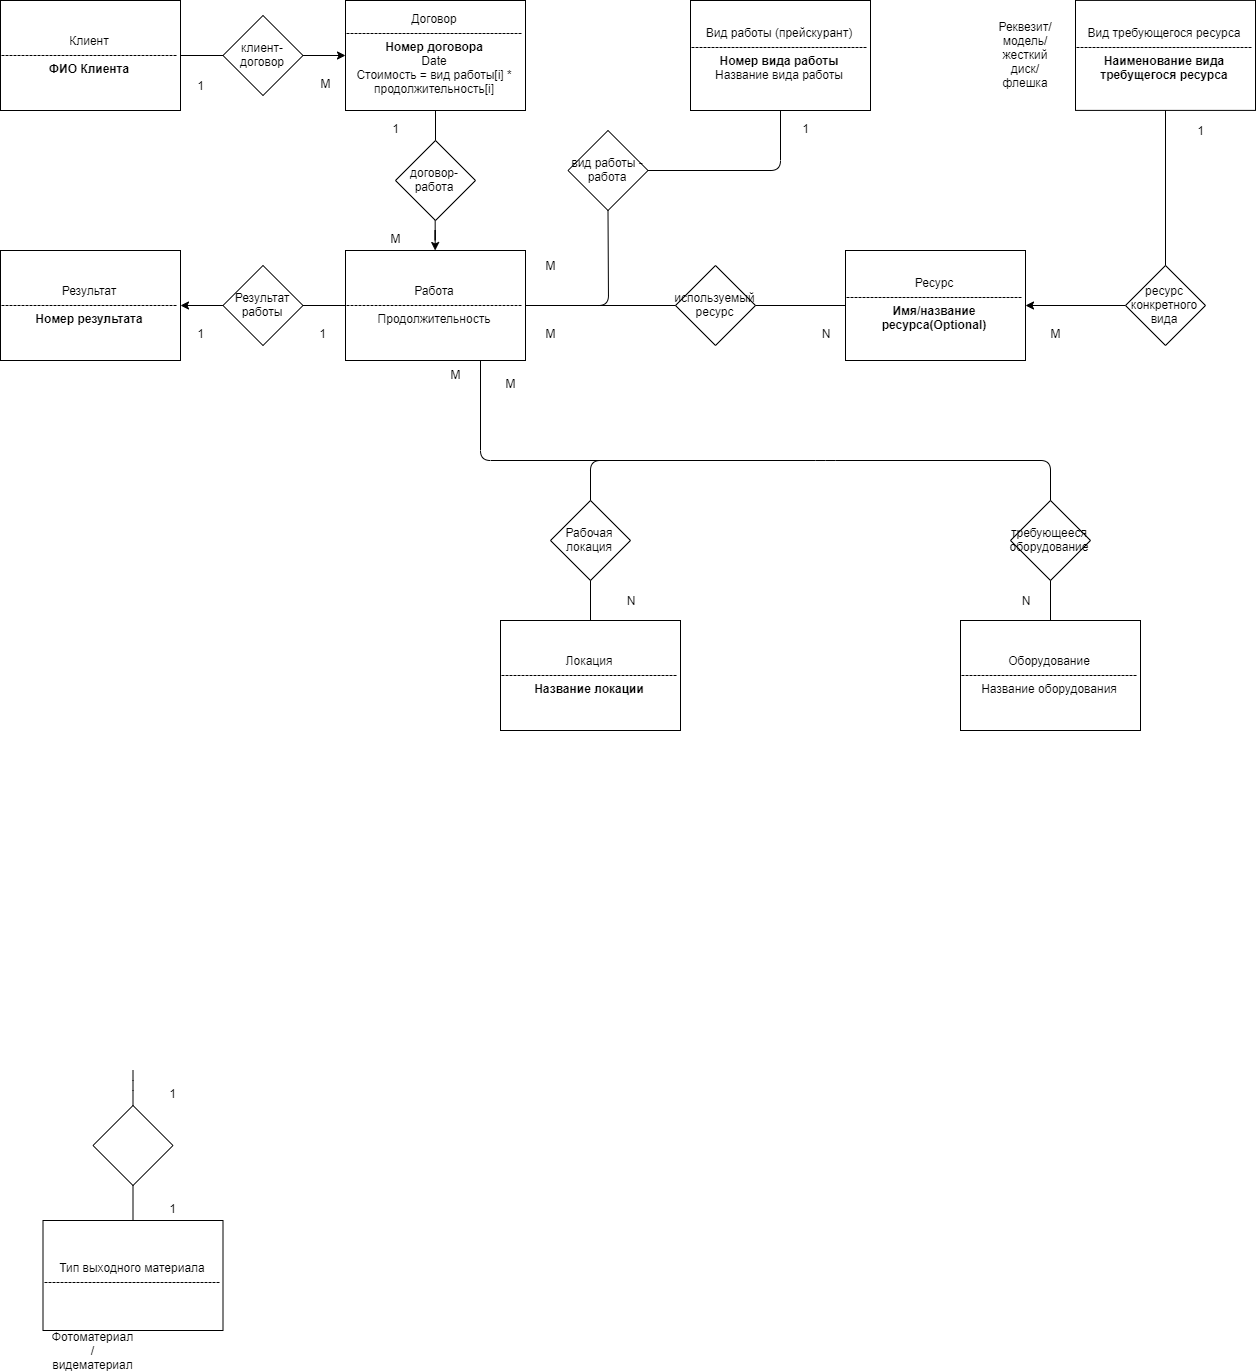 Клиент
ФИО Клиента
клиент-
договор
1
M
Договор
Номер договора
Date
Стоимость = вид работы[i] *
продолжительность[i]
Вид работы (прейскурант)
Номер вида работы
Название вида работы
Реквезит/
модель/
жесткий
диск/
флешка
Вид требующегося ресурса
Наименование вида
требущегося ресурса
1
1
1
договор-
работа
M
вид работы -
работа
M
Результат
Номер результата
1
Результат
работы
1
Работа
Продолжительность
M
используемый
ресурс
N
Ресурс
Имя/название
ресурса(Optional)
M
ресурс
конкретного
вида
M
M
Рабочая
локация
требующееся
оборудование
N
N
Локация
Название локации
Оборудование
Название оборудования
1
1
Тип выходного материала
Фотоматериал
/
видематериал